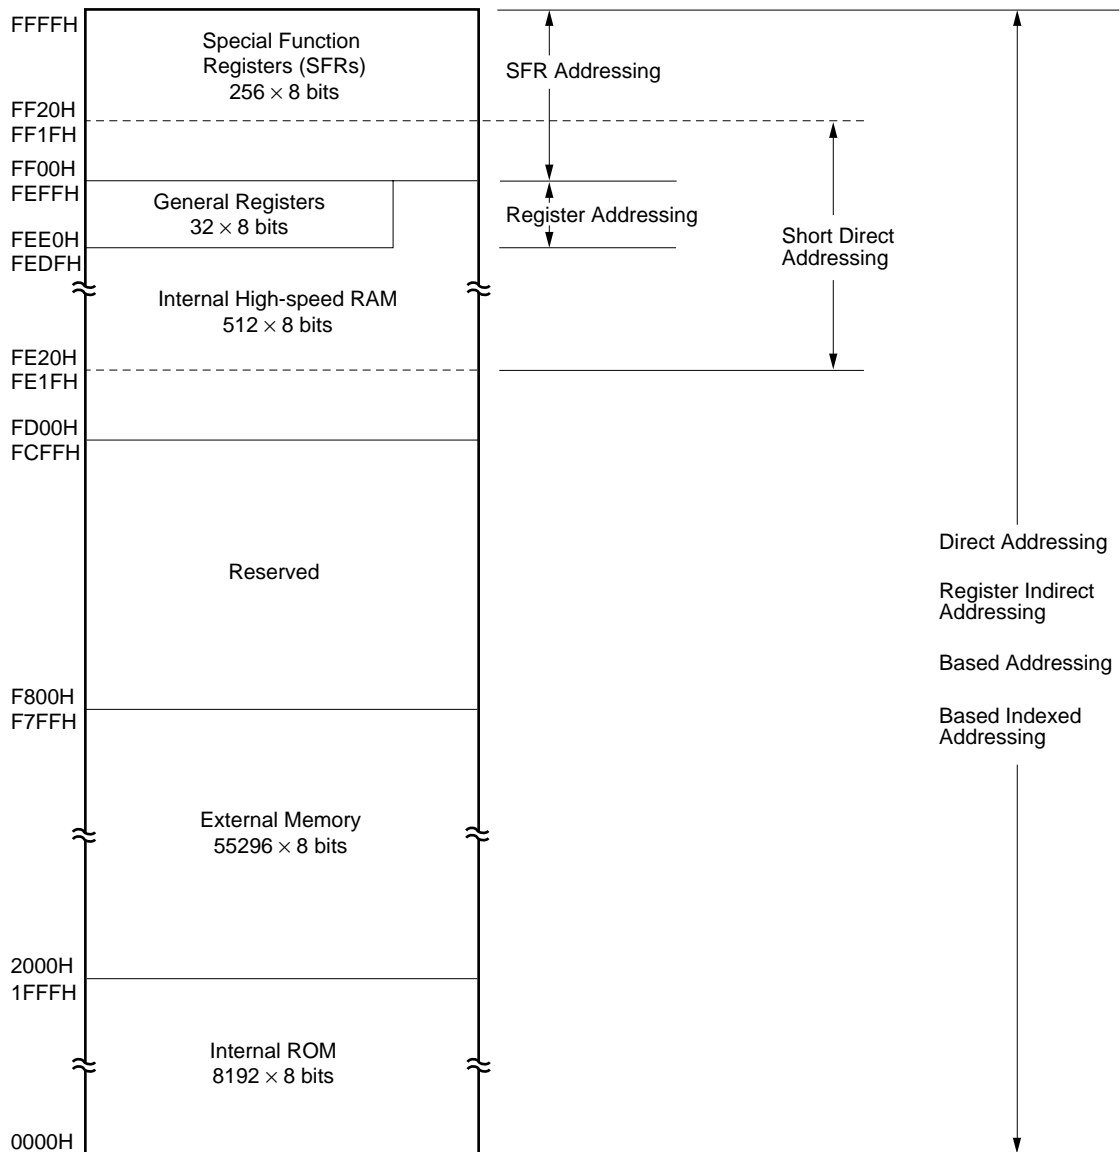 FFFFH
Special Function
Registers (SFRs)
256 × 8 bits
SFR Addressing
FF20H
FF1FH
FF00H
FEFFH
General Registers
32 × 8 bits
Register Addressing
Short Direct
Addressing
FEE0H
FEDFH
Internal High-speed RAM
512 × 8 bits
FE20H
FE1FH
FD00H
FCFFH
Reserved
Direct Addressing
Register Indirect
Addressing
Based Addressing
Based Indexed
Addressing
F800H
F7FFH
External Memory
55296 × 8 bits
2000H
1FFFH
Internal ROM
8192 × 8 bits
0000H